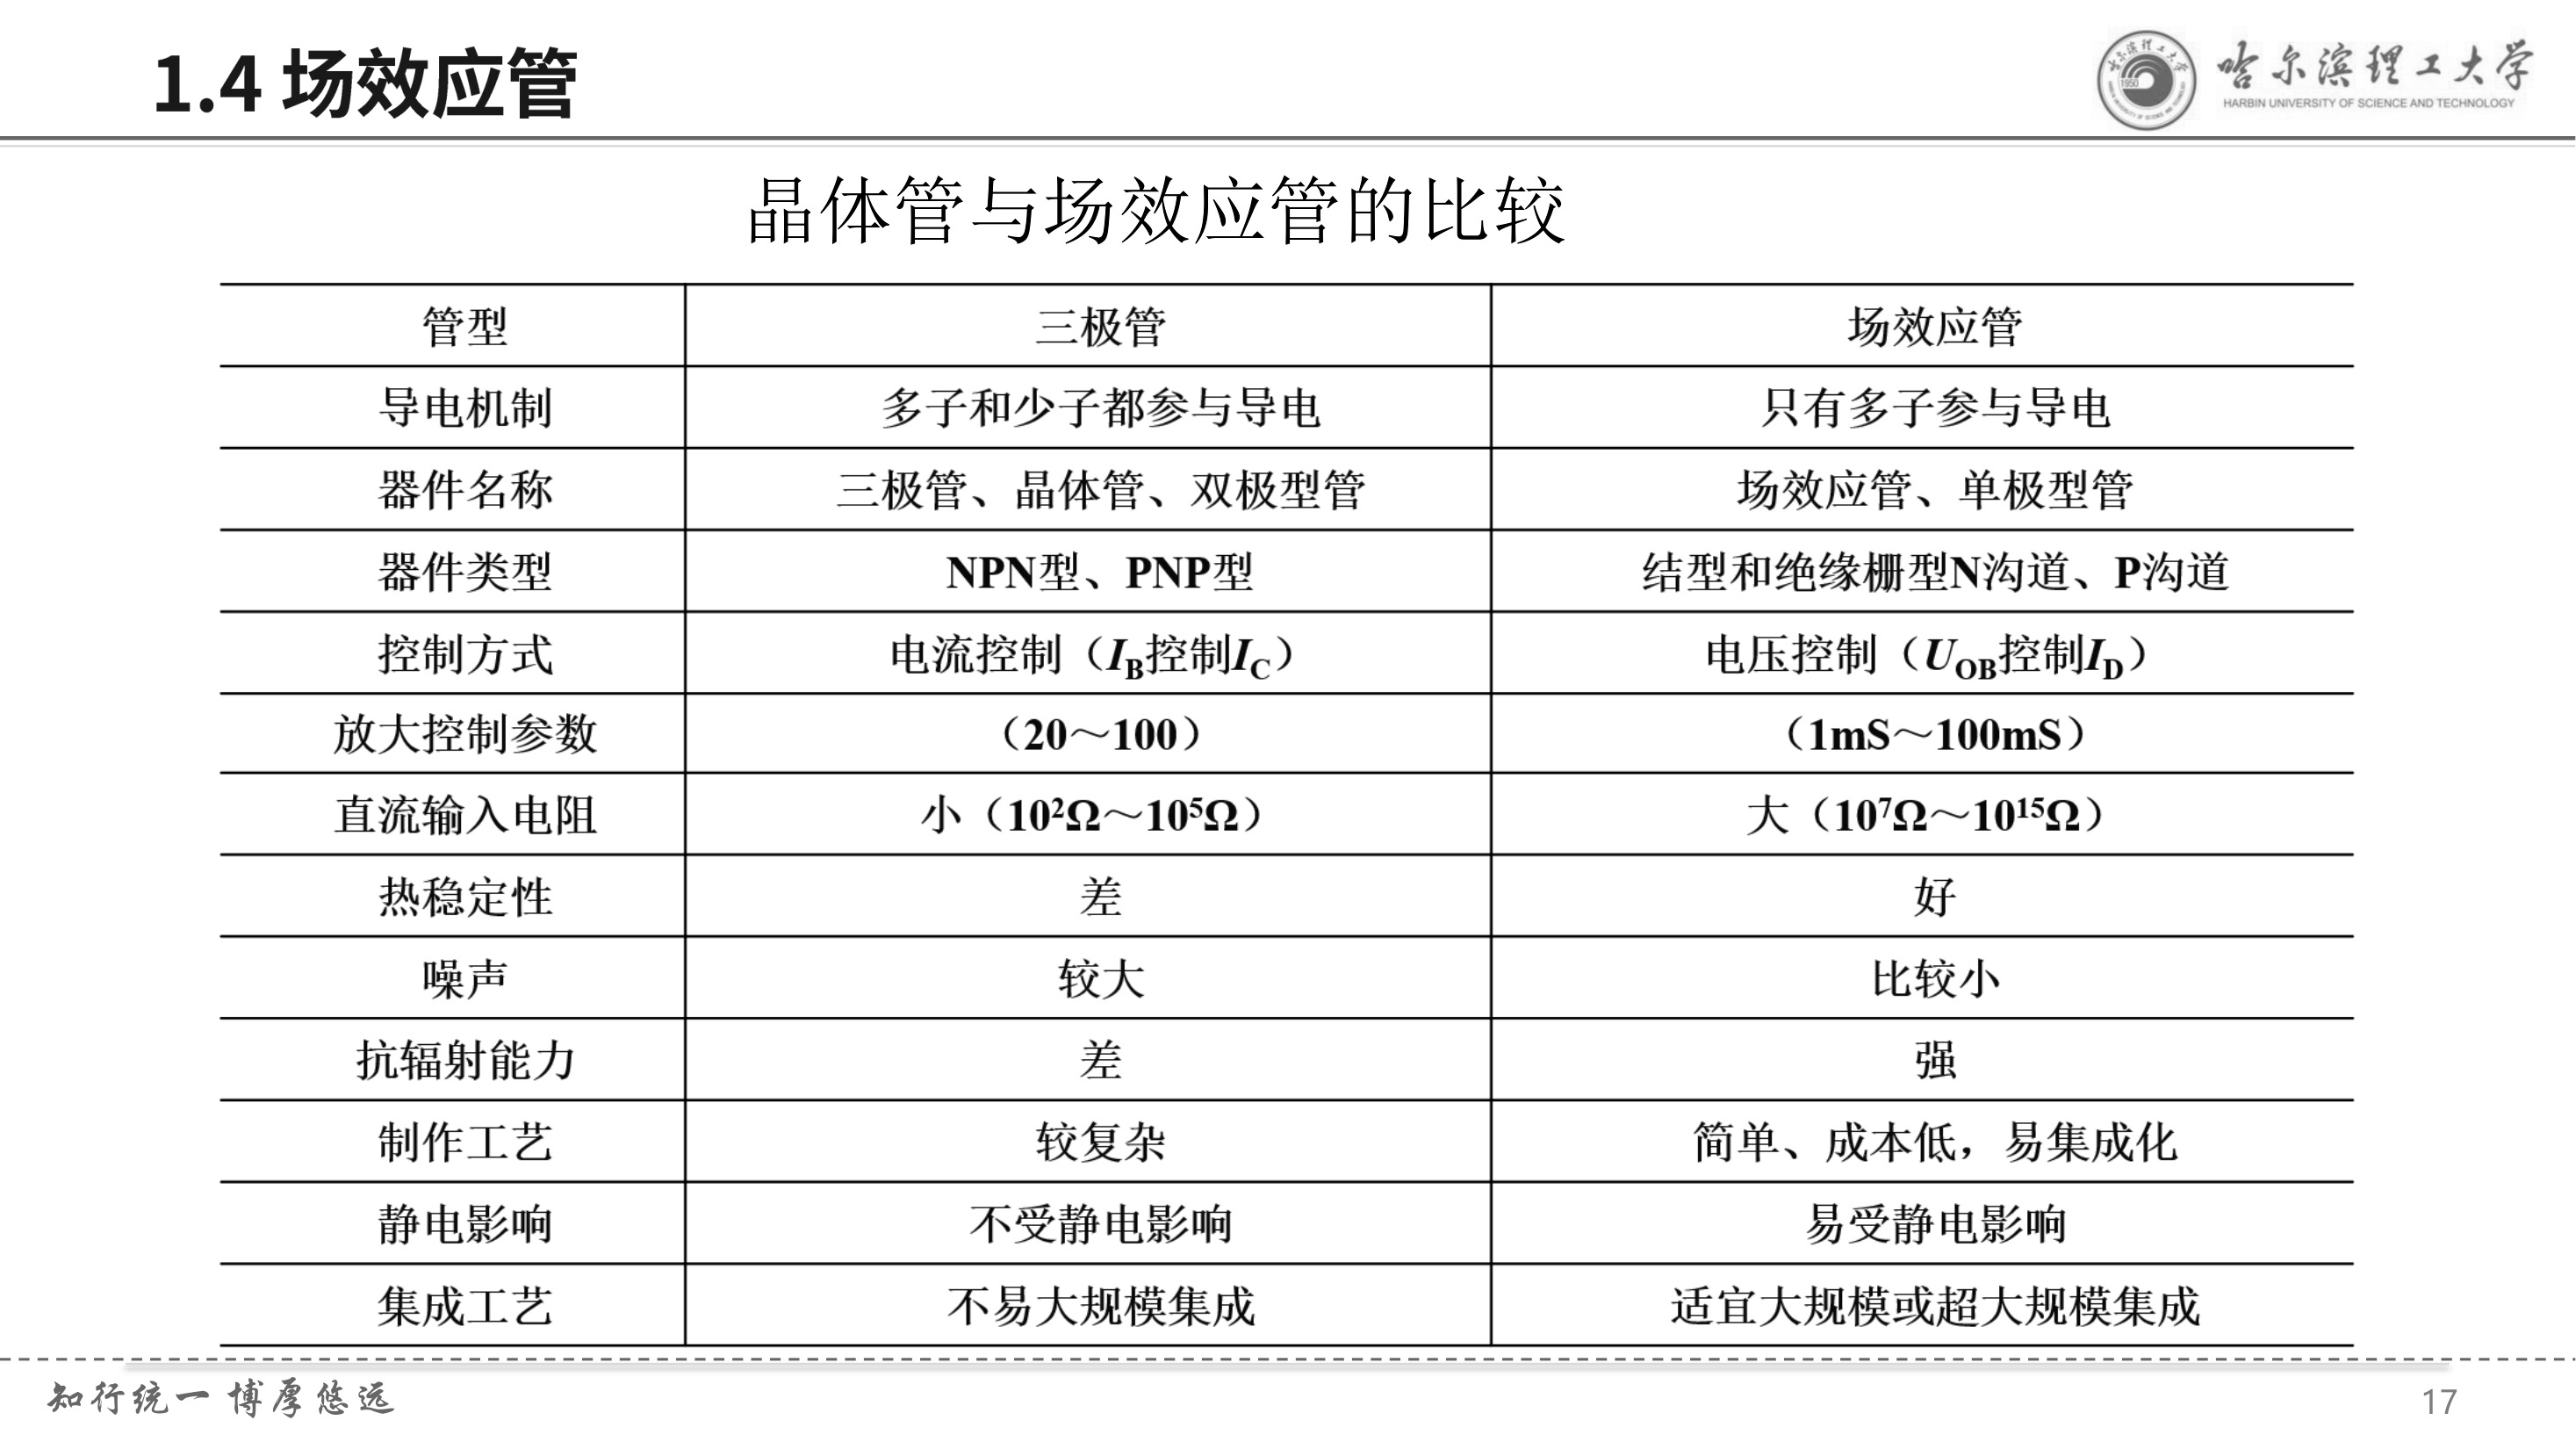 1.4 场效应管
哈尔滨理工大学
HARBIN UNIVERSITY OF SCIENCE AND TECHNOLOGY
1950
晶体管与场效应管的比较
管型 三极管 场效应管
导电机制 多子和少子都参与导电 只有多子参与导电
器件名称 三极管、晶体管、双极型管 场效应管、单极型管
器件类型 NPN型、PNP型 结型和绝缘栅型N沟道、P沟道
控制方式 电流控制（I_B控制I_C） 电压控制（U_OB控制I_D）
放大控制参数 （20～100） （1mS～100mS）
直流输入电阻 小（10²Ω～10⁵Ω） 大（10⁷Ω～10¹⁵Ω）
热稳定性 差 好
噪声 较大 比较小
抗辐射能力 差 强
制作工艺 较复杂 简单、成本低，易集成化
静电影响 不受静电影响 易受静电影响
集成工艺 不易大规模集成 适宜大规模或超大规模集成
知行统一 博厚悠远
17